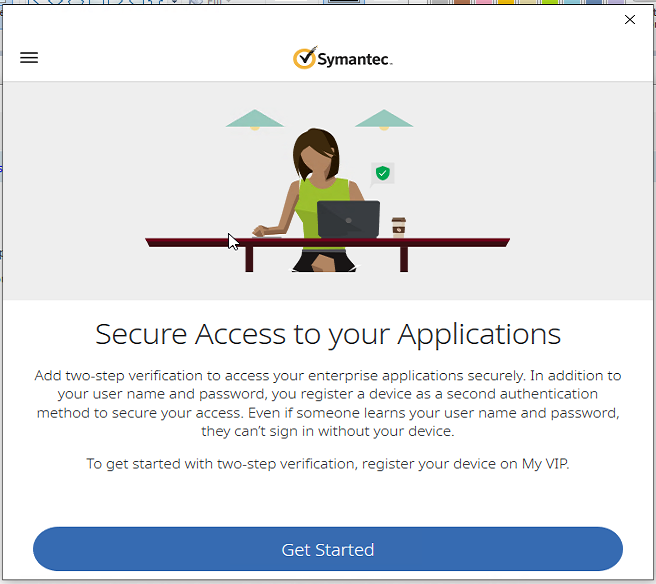 Symantec™
Secure Access to your Applications
Add two-step verification to access your enterprise applications securely. In addition to
your user name and password, you register a device as a second authentication
method to secure your access. Even if someone learns your user name and password,
they can't sign in without your device.
To get started with two-step verification, register your device on My VIP.
Get Started